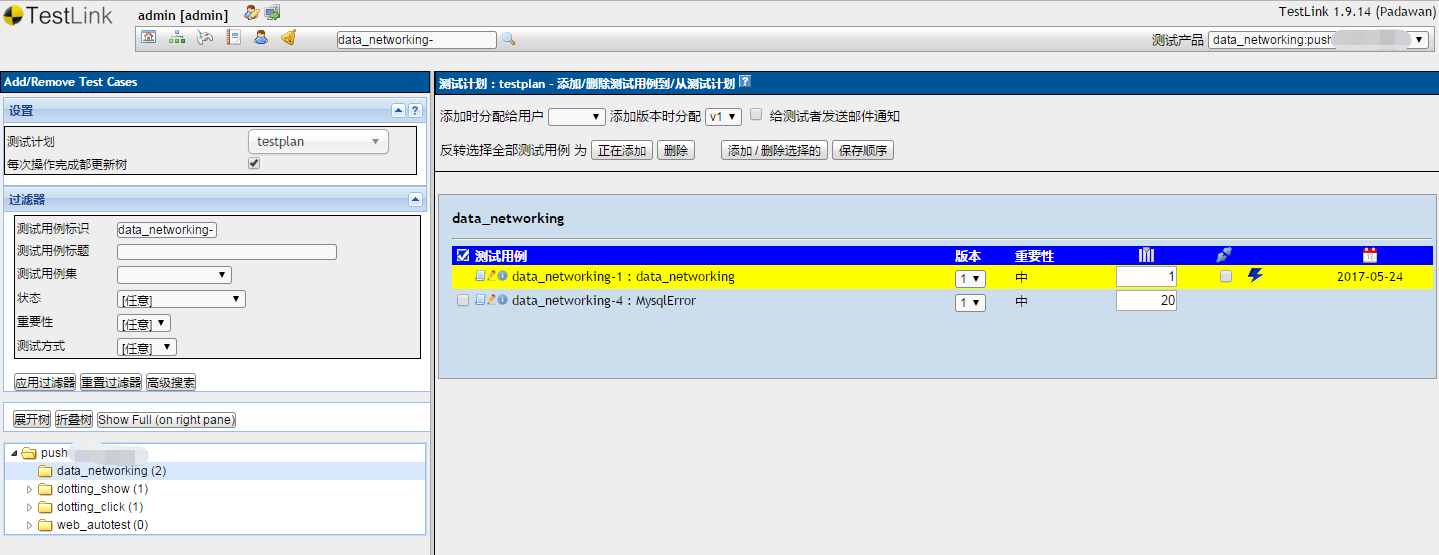 TestLink
admin [admin]
TestLink 1.9.14 (Padawan)
data_networking-
测试产品 data_networking:push
Add/Remove Test Cases
设置
测试计划 testplan
每次操作完成都更新树
过滤器
测试用例标识 data_networking-
测试用例标题
测试用例集
状态 [任意]
重要性 [任意]
测试方式 [任意]
应用过滤器 重置过滤器 高级搜索
展开树 折叠树 Show Full (on right pane)
push
data_networking (2)
dotting_show (1)
dotting_click (1)
web_autotest (0)
测试计划 : testplan - 添加/删除测试用例到/从测试计划
添加时分配给用户 添加版本时分配 v1 给测试者发送邮件通知
反转选择全部测试用例 为 正在添加 删除 添加 / 删除选择的 保存顺序
data_networking
测试用例 版本 重要性
data_networking-1 : data_networking 1 中 1 2017-05-24
data_networking-4 : MysqlError 1 中 20